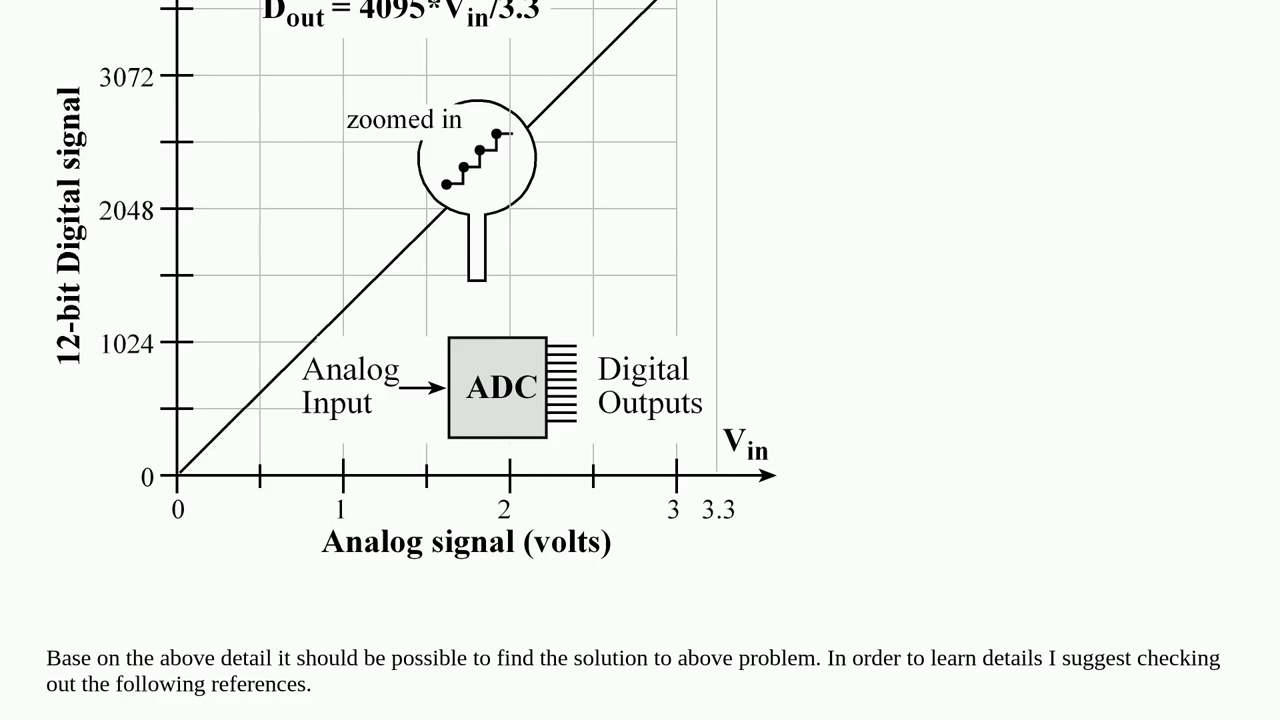 Dout = 4095*Vin/3.3
3072
zoomed in
12-bit Digital signal
2048
1024
Analog
Input
ADC
Digital
Outputs
Vin
0
0 1 2 3 3.3
Analog signal (volts)
Base on the above detail it should be possible to find the solution to above problem. In order to learn details I suggest checking
out the following references.